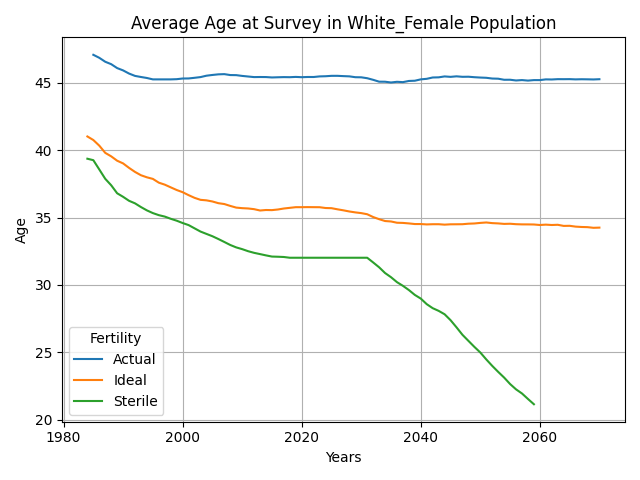 Average Age at Survey in White_Female Population
45
40
35
30
25
20
Age
Fertility
Actual
Ideal
Sterile
1980
2000
2020
2040
2060
Years